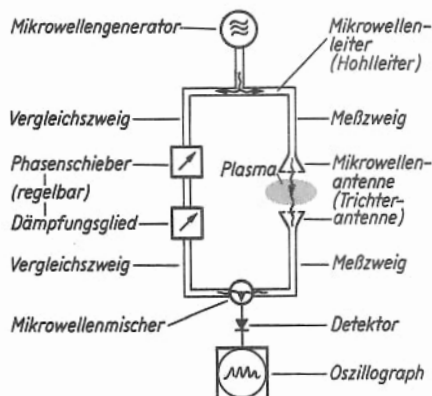 Mikrowellengenerator
Mikrowellen-
leiter
(Hohlleiter)
Vergleichszweig
Meßzweig
Phasenschieber
(regelbar)
Dämpfungsglied
Plasma
Mikrowellen-
antenne
(Trichter-
antenne)
Vergleichszweig
Meßzweig
Mikrowellenmischer
Detektor
Oszillograph